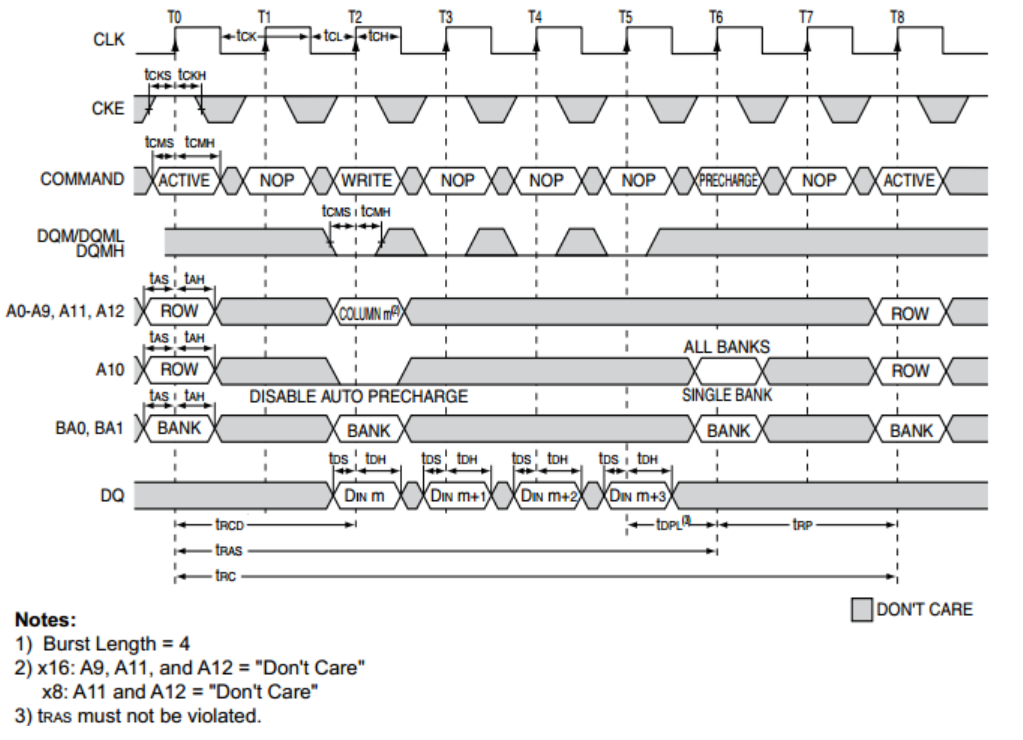 T0 T1 T2 T3 T4 T5 T6 T7 T8
CLK tCK tCL tCH
tCKS tCKH
CKE
tCMS tCMH
COMMAND ACTIVE NOP WRITE NOP NOP NOP PRECHARGE NOP ACTIVE
tCMS tCMH
DQM/DQML
DQMH
tAS tAH
A0-A9, A11, A12 ROW COLUMN m(2) ROW
tAS tAH ALL BANKS
A10 ROW ROW
tAS tAH DISABLE AUTO PRECHARGE SINGLE BANK
BA0, BA1 BANK BANK BANK BANK
tDS tDH tDS tDH tDS tDH tDS tDH
DQ DIN m DIN m+1 DIN m+2 DIN m+3
tRCD tDPL(3) tRP
tRAS
tRC
DON'T CARE
Notes:
1) Burst Length = 4
2) x16: A9, A11, and A12 = "Don't Care"
x8: A11 and A12 = "Don't Care"
3) tRAS must not be violated.